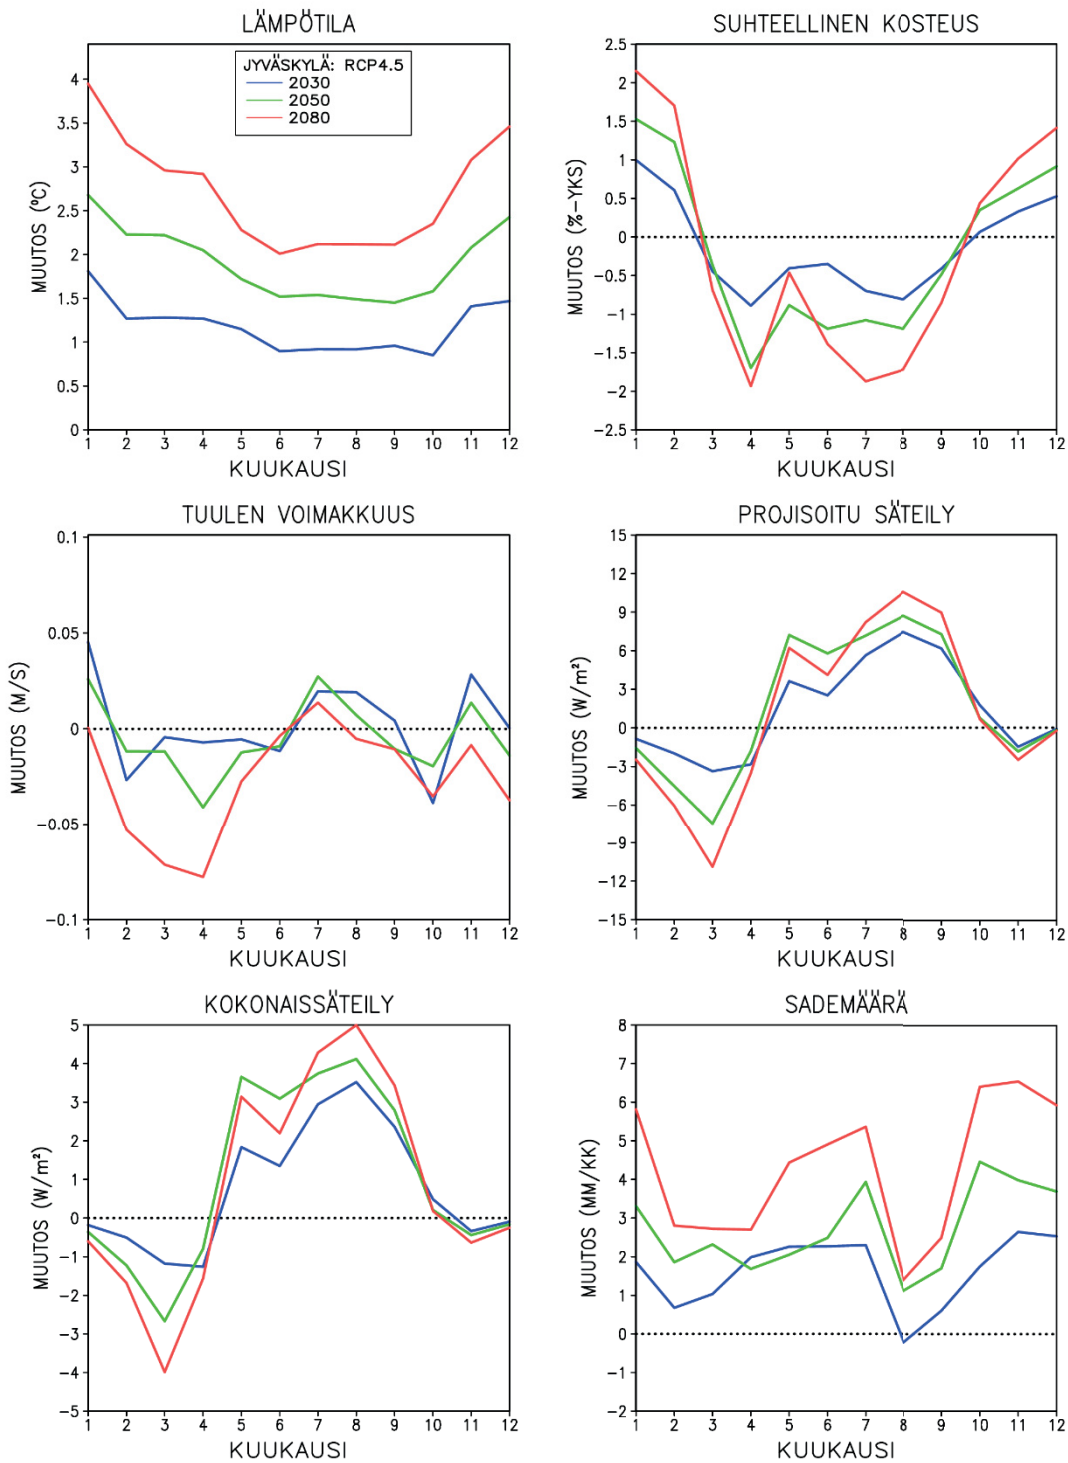 LÄMPÖTILA
JYVÄSKYLÄ: RCP4.5
2030
2050
2080
MUUTOS (°C)
4
3.5
3
2.5
2
1.5
1
0.5
0
1 2 3 4 5 6 7 8 9 10 11 12
KUUKAUSI
SUHTEELLINEN KOSTEUS
MUUTOS (%-YKS)
2.5
2
1.5
1
0.5
0
-0.5
-1
-1.5
-2
-2.5
1 2 3 4 5 6 7 8 9 10 11 12
KUUKAUSI
TUULEN VOIMAKKUUS
MUUTOS (M/S)
0.1
0.05
0
-0.05
-0.1
1 2 3 4 5 6 7 8 9 10 11 12
KUUKAUSI
PROJISOITU SÄTEILY
MUUTOS (W/m²)
15
12
9
6
3
0
-3
-6
-9
-12
-15
1 2 3 4 5 6 7 8 9 10 11 12
KUUKAUSI
KOKONAISSÄTEILY
MUUTOS (W/m²)
5
4
3
2
1
0
-1
-2
-3
-4
-5
1 2 3 4 5 6 7 8 9 10 11 12
KUUKAUSI
SADEMÄÄRÄ
MUUTOS (MM/KK)
8
7
6
5
4
3
2
1
0
-1
-2
1 2 3 4 5 6 7 8 9 10 11 12
KUUKAUSI